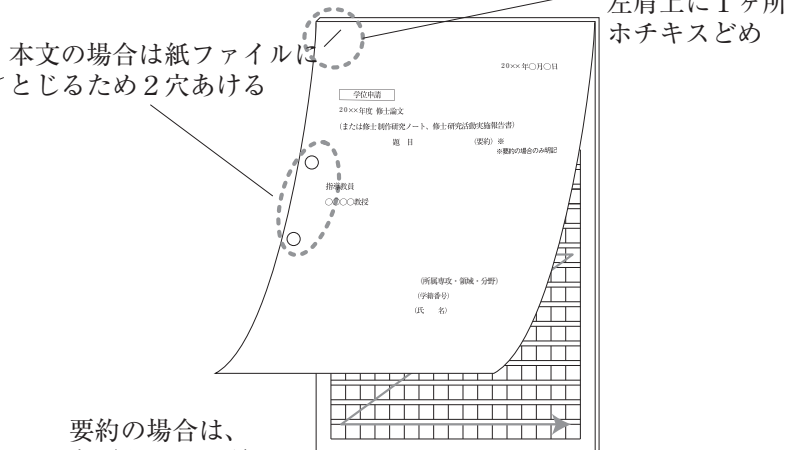 左肩上に１ヶ所
ホチキスどめ
本文の場合は紙ファイルに
とじるため２穴あける
20××年○月○日
学位申請
20××年度 修士論文
（または修士制作研究ノート、修士研究活動実施報告書）
題　目　（要約）※
※要約の場合のみ明記
指導教員
○○○○教授
（所属専攻・領域・分野）
（学籍番号）
（氏　名）
要約の場合は、